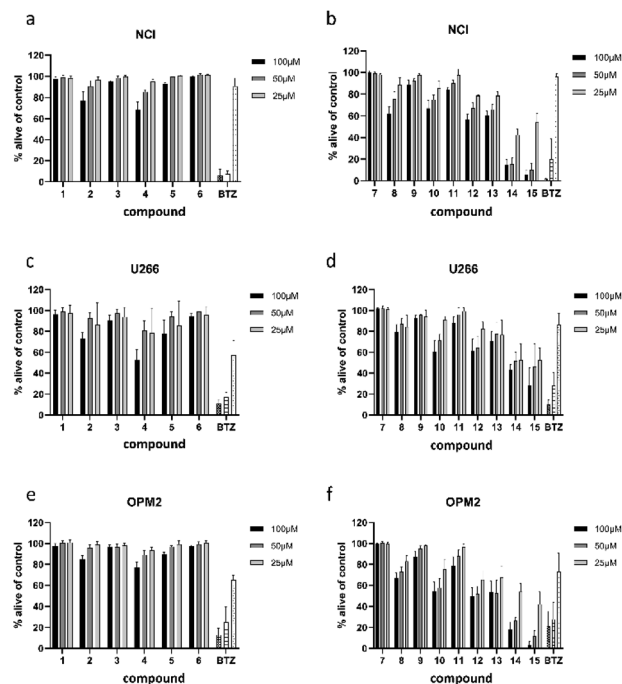 a
NCI
% alive of control
120
100
80
60
40
20
0
1 2 3 4 5 6 BTZ
compound
100μM
50μM
25μM
b
NCI
% alive of control
120
100
80
60
40
20
0
7 8 9 10 11 12 13 14 15 BTZ
compound
100μM
50μM
25μM
c
U266
% alive of control
120
100
80
60
40
20
0
1 2 3 4 5 6 BTZ
compound
100μM
50μM
25μM
d
U266
% alive of control
120
100
80
60
40
20
0
7 8 9 10 11 12 13 14 15 BTZ
compound
100μM
50μM
25μM
e
OPM2
% alive of control
120
100
80
60
40
20
0
1 2 3 4 5 6 BTZ
compound
100μM
50μM
25μM
f
OPM2
% alive of control
120
100
80
60
40
20
0
7 8 9 10 11 12 13 14 15 BTZ
compound
100μM
50μM
25μM